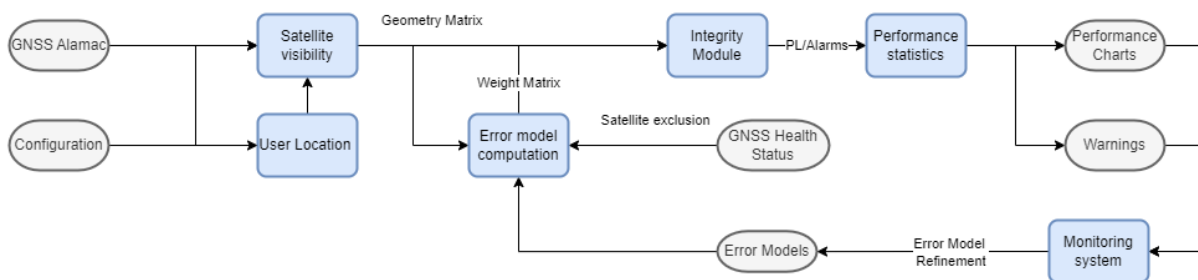 Geometry Matrix
GNSS Alamac
Satellite
visibility
Integrity
Module
PL/Alarms
Performance
statistics
Performance
Charts
Weight Matrix
Configuration
User Location
Error model
computation
Satellite exclusion
GNSS Health
Status
Warnings
Error Models
Error Model
Refinement
Monitoring
system